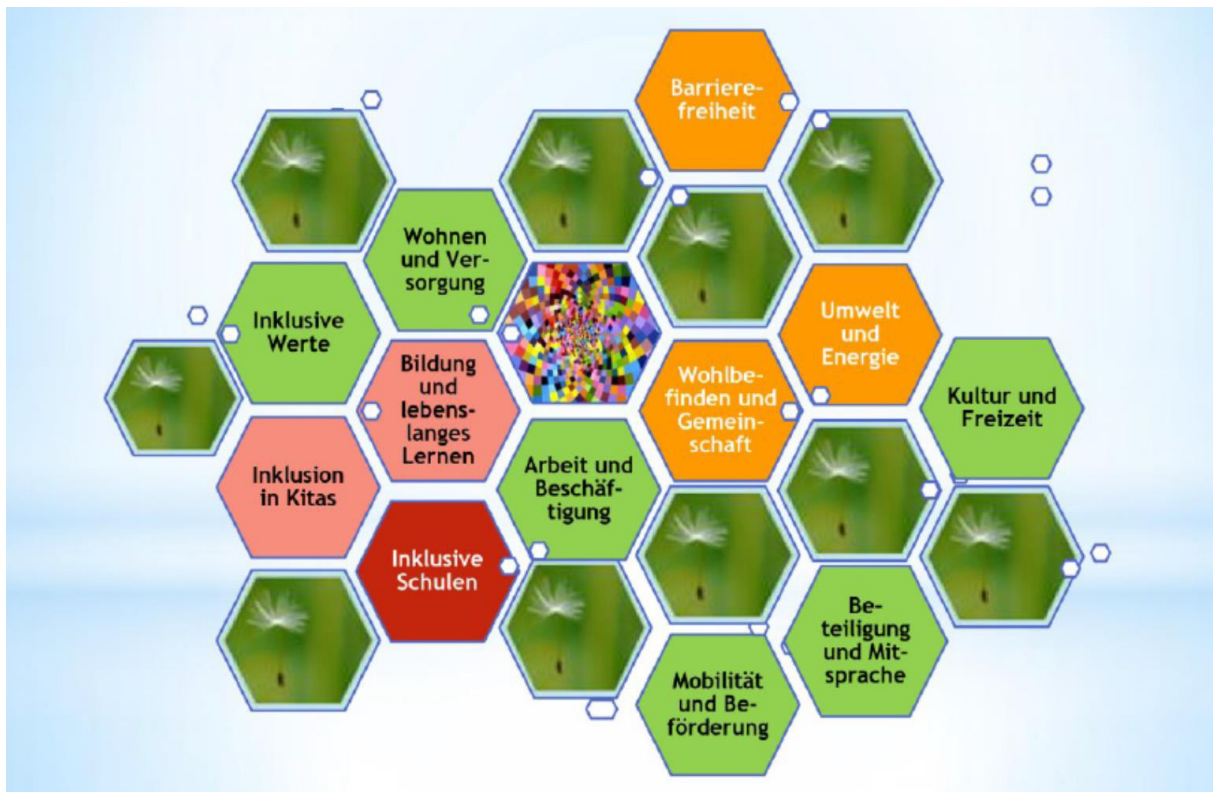 Barriere-
freiheit
Wohnen
und Ver-
sorgung
Inklusive
Werte
Umwelt
und
Energie
Bildung
und
lebens-
langes
Lernen
Wohlbe-
finden und
Gemein-
schaft
Kultur und
Freizeit
Inklusion
in Kitas
Arbeit und
Beschäf-
tigung
Inklusive
Schulen
Be-
teiligung
und Mit-
sprache
Mobilität
und Be-
förderung